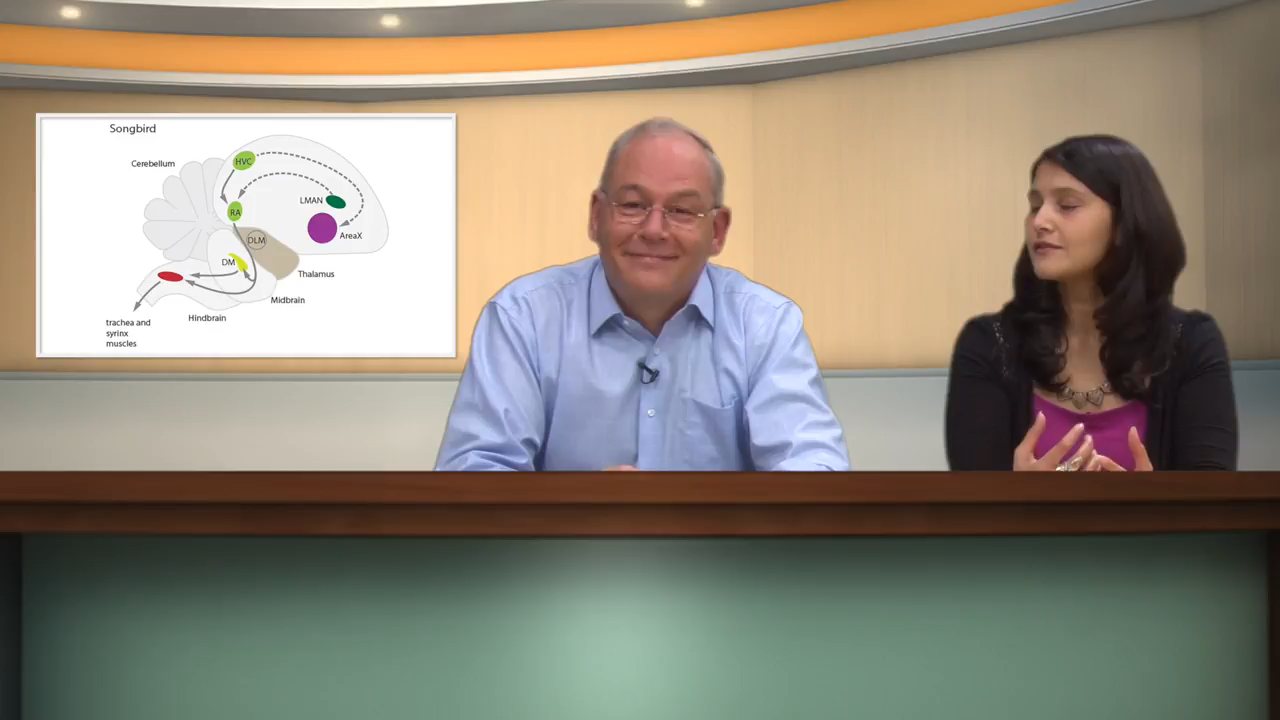 Songbird
Cerebellum
HVC
LMAN
RA
AreaX
DLM
DM
Thalamus
Midbrain
Hindbrain
trachea and
syrinx
muscles